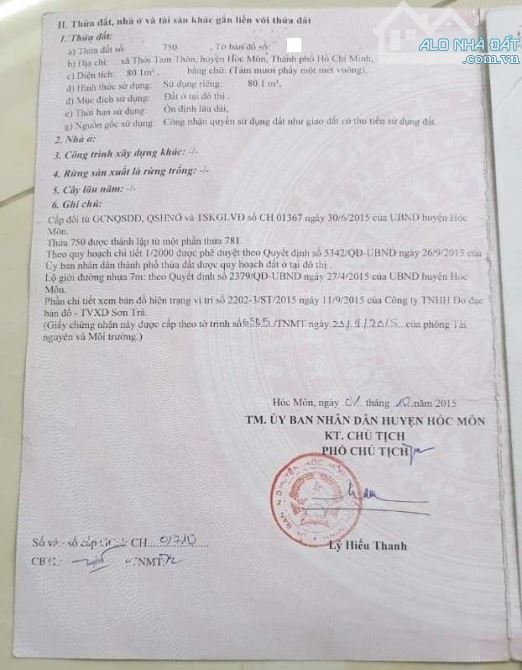 ALO NHÀ ĐẤT
II. Thửa đất, nhà ở và tài sản khác gắn liền với thửa đất
1. Thửa đất:
a) Thửa đất số: 750 , Tờ bản đồ số:
b) Địa chỉ: xã Thới Tam Thôn, huyện Hóc Môn, Thành phố Hồ Chí Minh,
c) Diện tích: 80.1m², bằng chữ: (Tám mươi phẩy một mét vuông),
d) Hình thức sử dụng: Sử dụng riêng: 80.1 m²,
đ) Mục đích sử dụng: Đất ở tại đô thị .
e) Thời hạn sử dụng: Ổn định lâu dài,
g) Nguồn gốc sử dụng: Công nhận quyền sử dụng đất như giao đất có thu tiền sử dụng đất.
2. Nhà ở:
3. Công trình xây dựng khác: -/-
4. Rừng sản xuất là rừng trồng: -/-
5. Cây lâu năm: -/-
6. Ghi chú:
Cấp đổi từ GCNQSDĐ, QSHNỞ và TSKGLVĐ số CH 01367 ngày 30/6/2015 của UBND huyện Hóc
Môn.
Thửa 750 được thành lập từ một phần thửa 781.
Theo quy hoạch chi tiết 1/2000 được phê duyệt theo Quyết định số 5342/QĐ-UBND ngày 26/9/2013 của
Ủy ban nhân dân thành phố thửa đất được quy hoạch đất ở tại đô thị .
Lộ giới đường nhựa 7m: theo Quyết định số 2379/QĐ-UBND ngày 27/4/2015 của UBND huyện Hóc
Môn.
Phần chi tiết xem bản đồ hiện trạng vị trí số 2202-3/ST/2015 ngày 11/9/2015 của Công ty TNHH Đo đạc
bản đồ - TVXD Sơn Trà.
(Giấy chứng nhận này được cấp theo tờ trình số 6565/TNMT ngày 25/9/2015 của phòng Tài
nguyên và Môi trường.)
Hóc Môn, ngày 01 tháng 10 năm 2015
TM. ỦY BAN NHÂN DÂN HUYỆN HÓC MÔN
KT. CHỦ TỊCH
PHÓ CHỦ TỊCH
Lý Hiếu Thanh
Số vào sổ cấp GCN: CH 01710